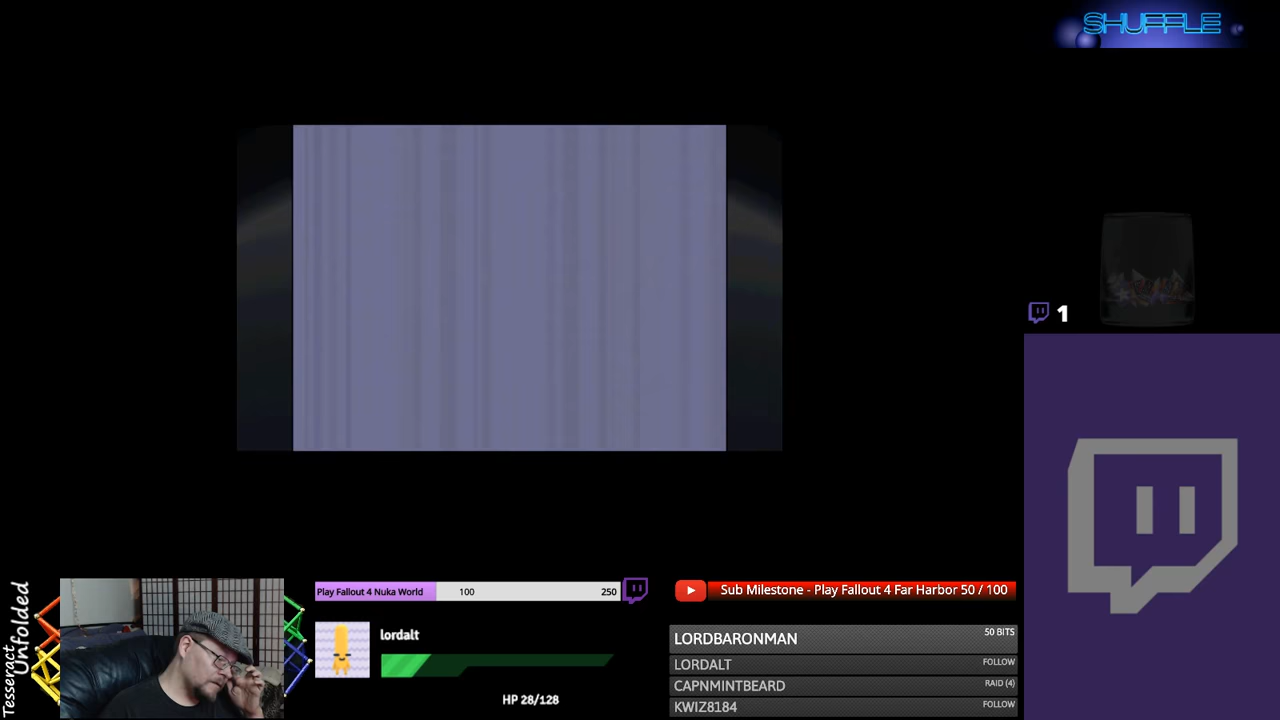 SHUFFLE
1
Tesseract
Unfolded
Play Fallout 4 Nuka World 100 250
Sub Milestone - Play Fallout 4 Far Harbor 50 / 100
lordalt
HP 28/128
LORDBARONMAN 50 BITS
LORDALT FOLLOW
CAPNMINTBEARD RAID (4)
KWIZ8184 FOLLOW